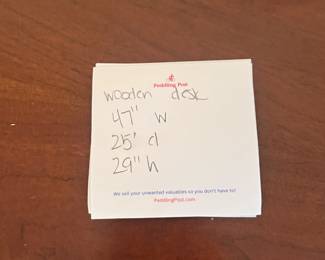 Peddling Post
wooden desk
47" w
25" d
29" h
We sell your unwanted valuables so you don't have to!
PeddlingPost.com